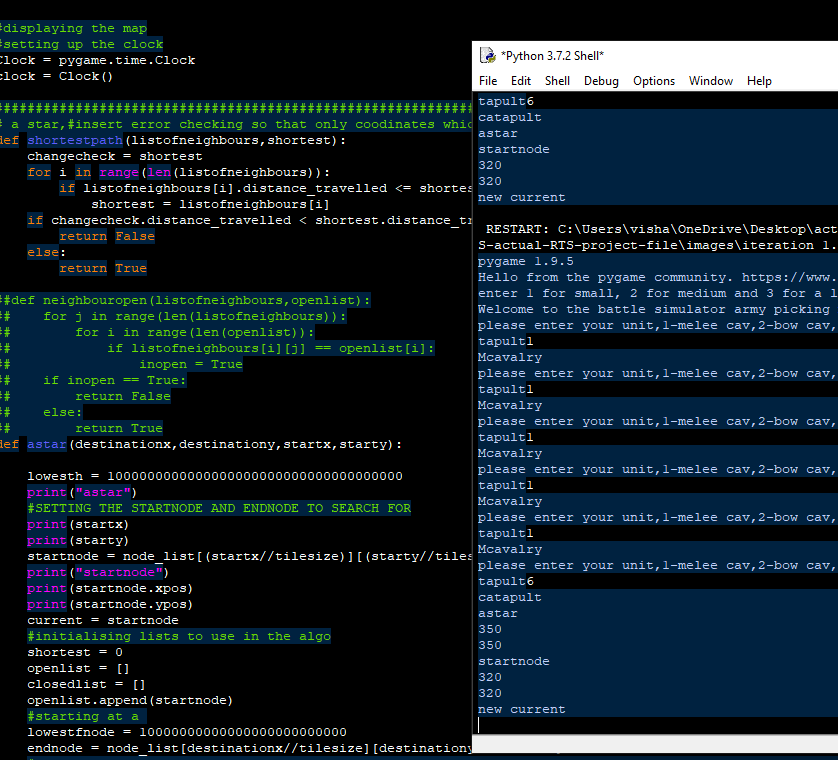 #displaying the map
#setting up the clock
Clock = pygame.time.Clock
clock = Clock()
# a star,#insert error checking so that only coodinates whic
def shortestpath(listofneighbours,shortest):
    changecheck = shortest
    for i in range(len(listofneighbours)):
        if listofneighbours[i].distance_travelled <= shortes
            shortest = listofneighbours[i]
    if changecheck.distance_travelled < shortest.distance_tr
        return False
    else:
        return True
##def neighbouropen(listofneighbours,openlist):
##    for j in range(len(listofneighbours)):
##        for i in range(len(openlist)):
##            if listofneighbours[i][j] == openlist[i]:
##                inopen = True
##    if inopen == True:
##        return False
##    else:
##        return True
def astar(destinationx,destinationy,startx,starty):
    lowesth = 1000000000000000000000000000000000000
    print("astar")
    #SETTING THE STARTNODE AND ENDNODE TO SEARCH FOR
    print(startx)
    print(starty)
    startnode = node_list[(startx//tilesize)][(starty//tiles
    print("startnode")
    print(startnode.xpos)
    print(startnode.ypos)
    current = startnode
    #initialising lists to use in the algo
    shortest = 0
    openlist = []
    closedlist = []
    openlist.append(startnode)
    #starting at a
    lowestfnode = 10000000000000000000000000
    endnode = node_list[destinationx//tilesize][destinationy
*Python 3.7.2 Shell*
File Edit Shell Debug Options Window Help
tapult6
catapult
astar
startnode
320
320
new current
RESTART: C:\Users\visha\OneDrive\Desktop\act
S-actual-RTS-project-file\images\iteration 1.
pygame 1.9.5
Hello from the pygame community. https://www.
enter 1 for small, 2 for medium and 3 for a l
Welcome to the battle simulator army picking
please enter your unit,1-melee cav,2-bow cav,
tapult1
Mcavalry
please enter your unit,1-melee cav,2-bow cav,
tapult1
Mcavalry
please enter your unit,1-melee cav,2-bow cav,
tapult1
Mcavalry
please enter your unit,1-melee cav,2-bow cav,
tapult1
Mcavalry
please enter your unit,1-melee cav,2-bow cav,
tapult1
Mcavalry
please enter your unit,1-melee cav,2-bow cav,
tapult6
catapult
astar
350
350
startnode
320
320
new current